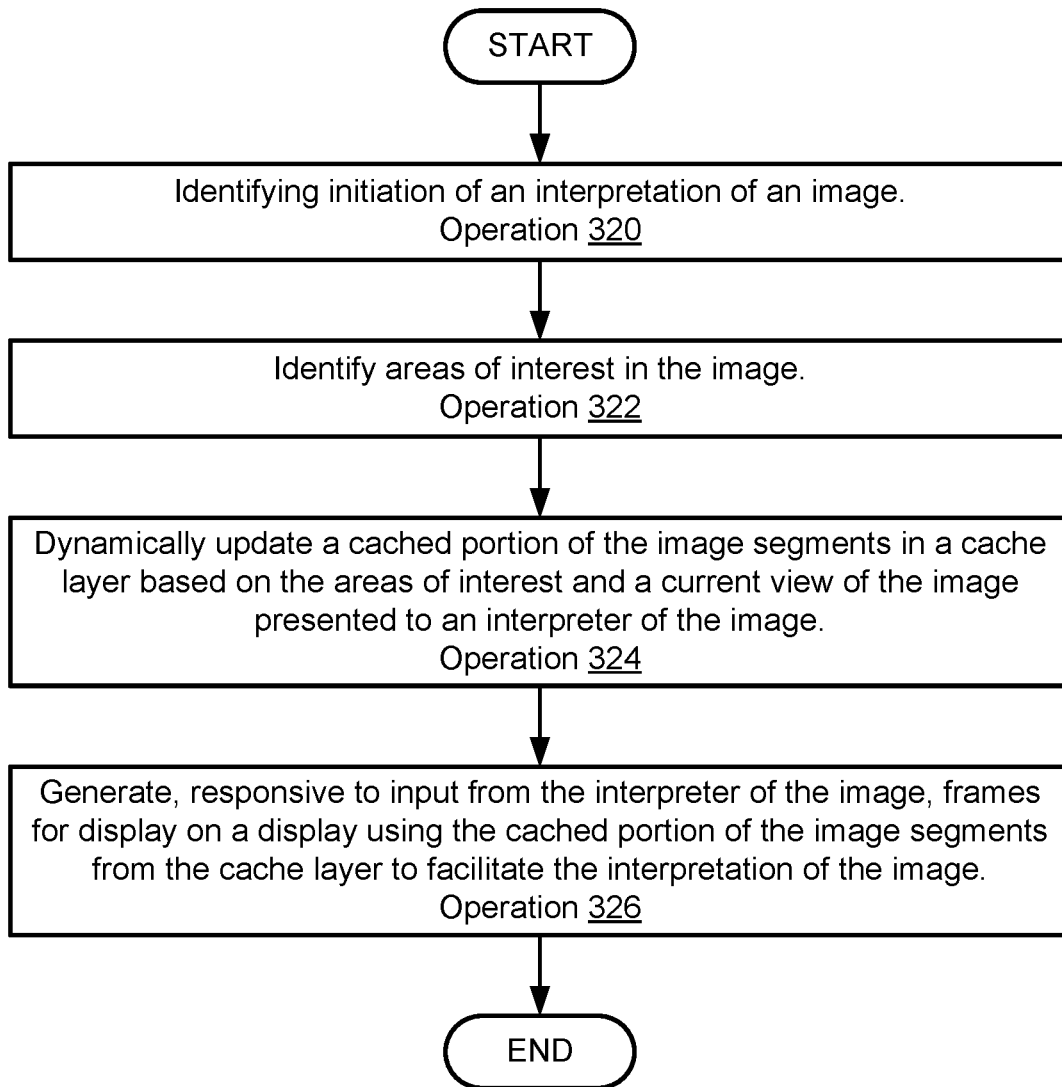 START
Identifying initiation of an interpretation of an image.
Operation 320
Identify areas of interest in the image.
Operation 322
Dynamically update a cached portion of the image segments in a cache
layer based on the areas of interest and a current view of the image
presented to an interpreter of the image.
Operation 324
Generate, responsive to input from the interpreter of the image, frames
for display on a display using the cached portion of the image segments
from the cache layer to facilitate the interpretation of the image.
Operation 326
END